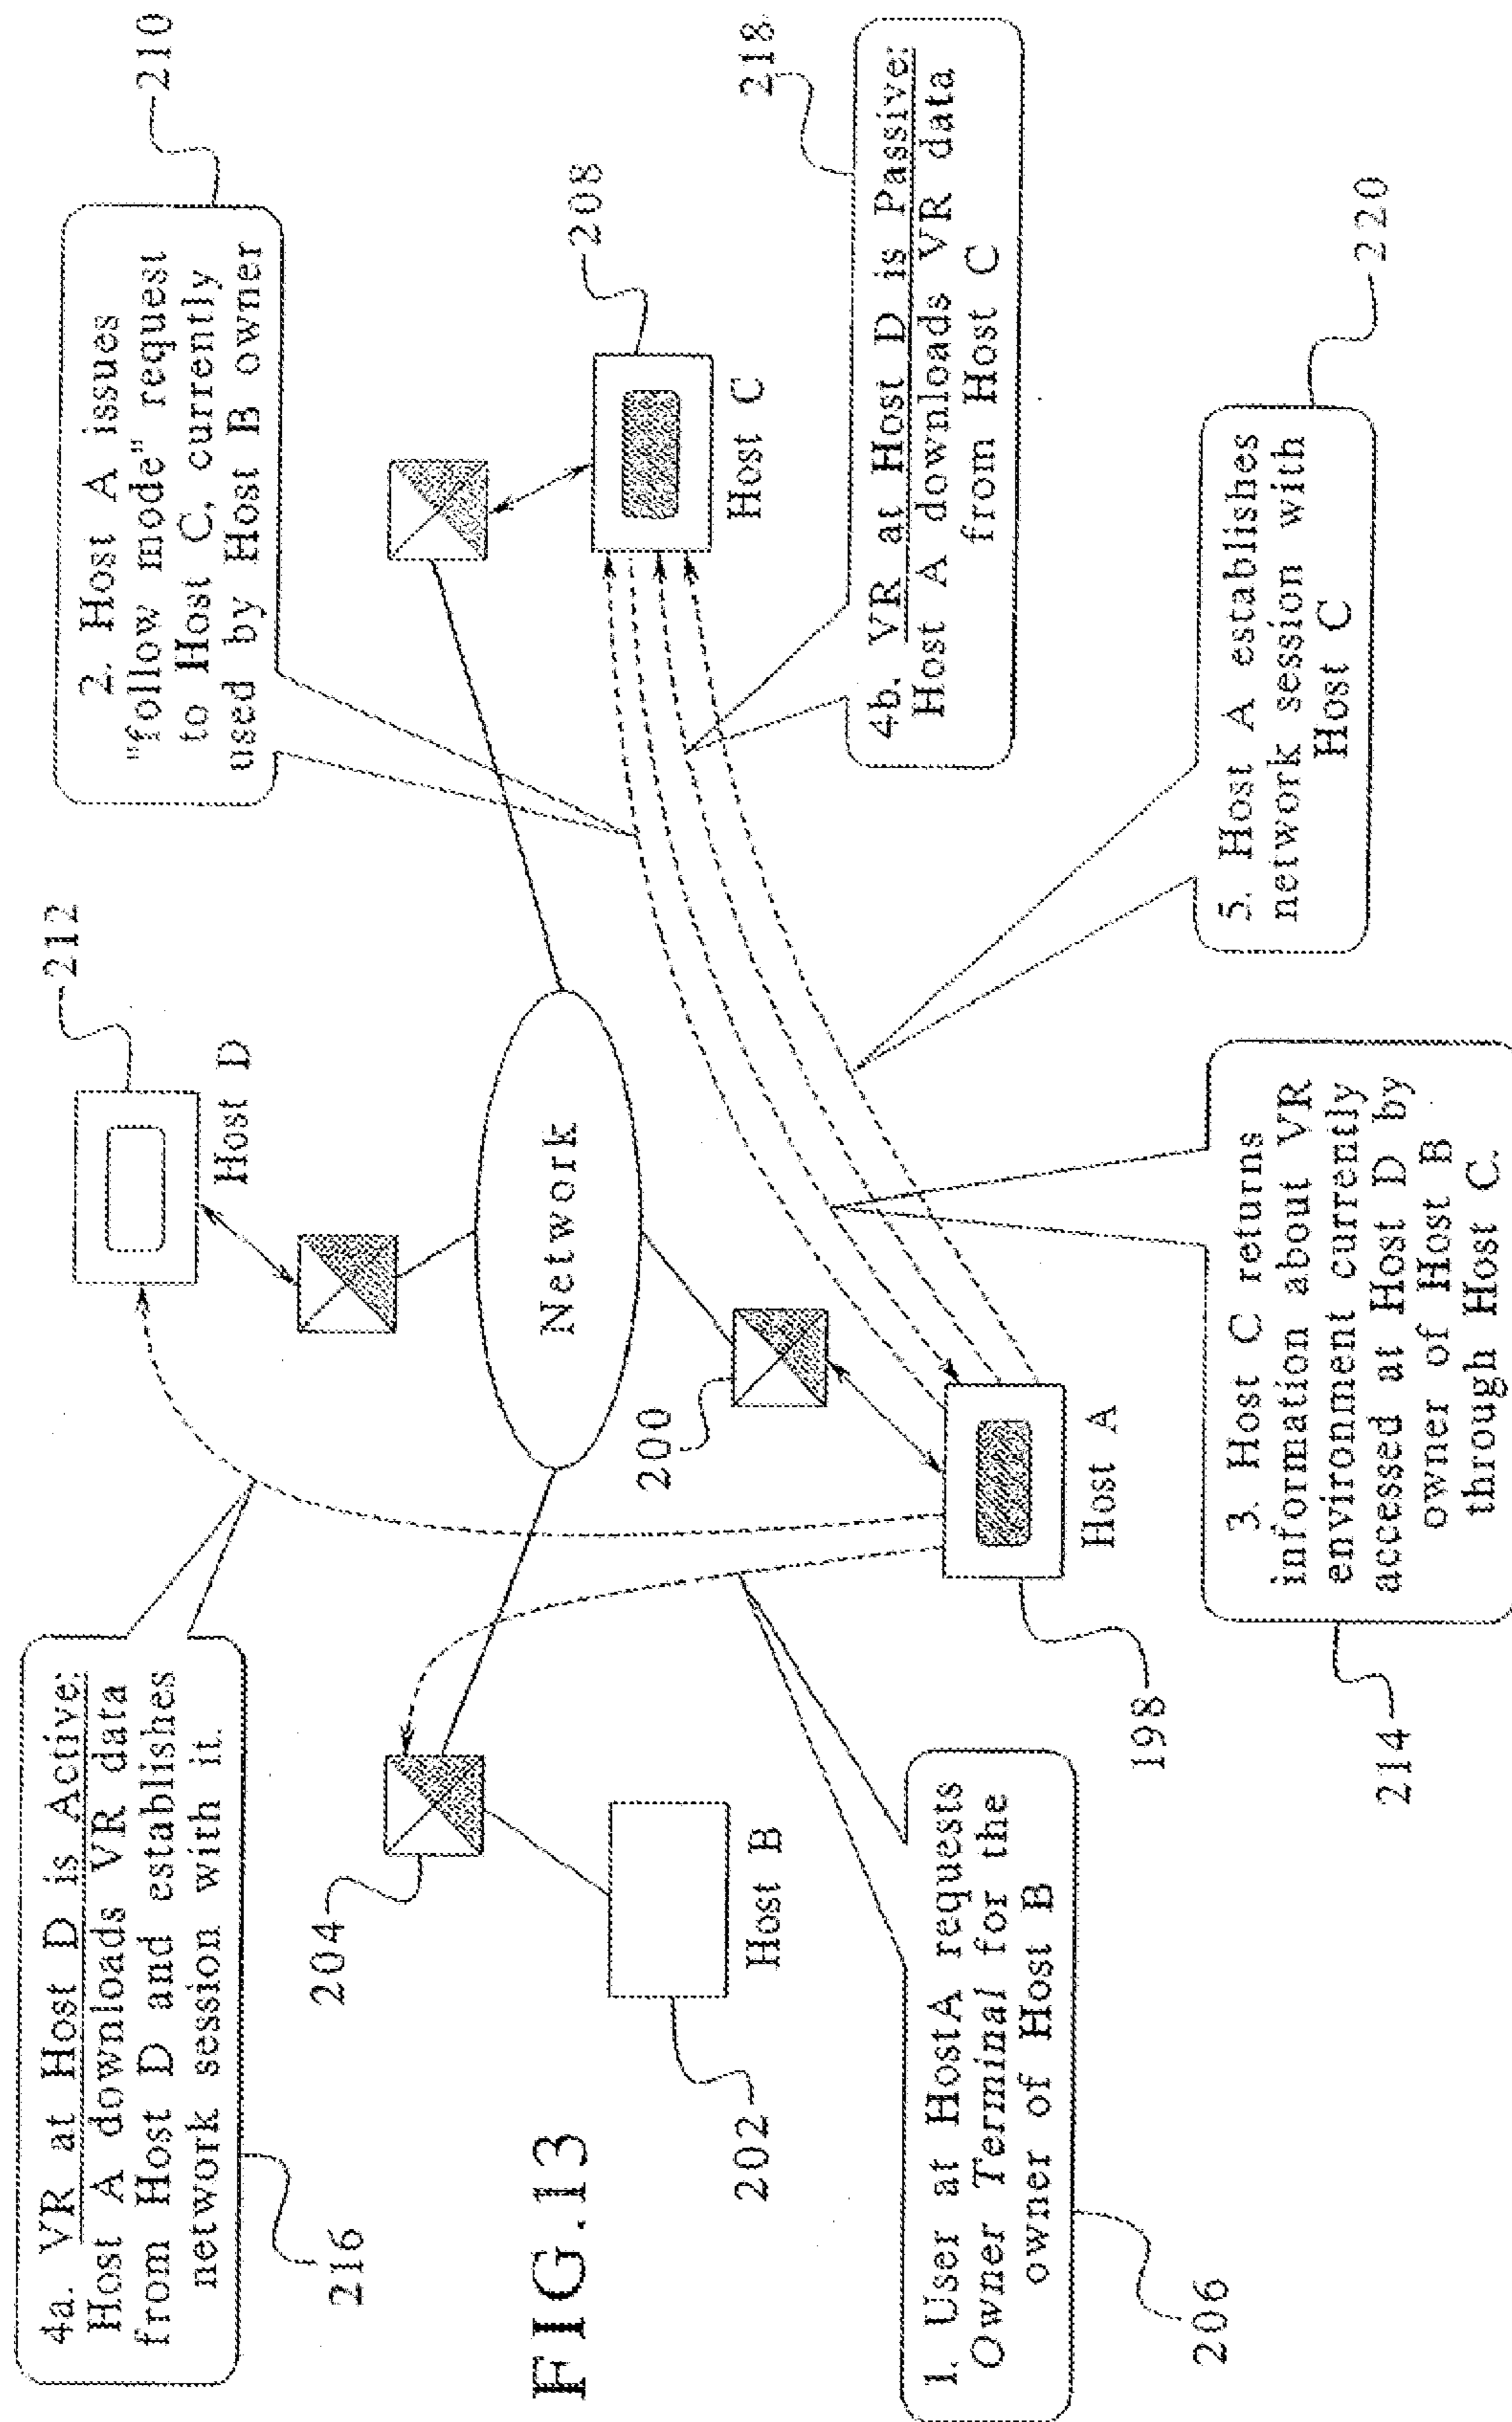 4a. VR at Host D is Active:
Host A downloads VR data
from Host D and establishes
network session with it.
216
2. Host A issues
"follow mode" request
to Host C, currently
used by Host B owner
210
212
Host D
204
Host B
202
Network
200
Host C
208
Host A
198
4b. VR at Host D is Passive:
Host A downloads VR data
from Host C
218
FIG.13
1. User at HostA requests
Owner Terminal for the
owner of Host B
206
3. Host C returns
information about VR
environment currently
accessed at Host D by
owner of Host B
through Host C.
214
5. Host A establishes
network session with
Host C
220